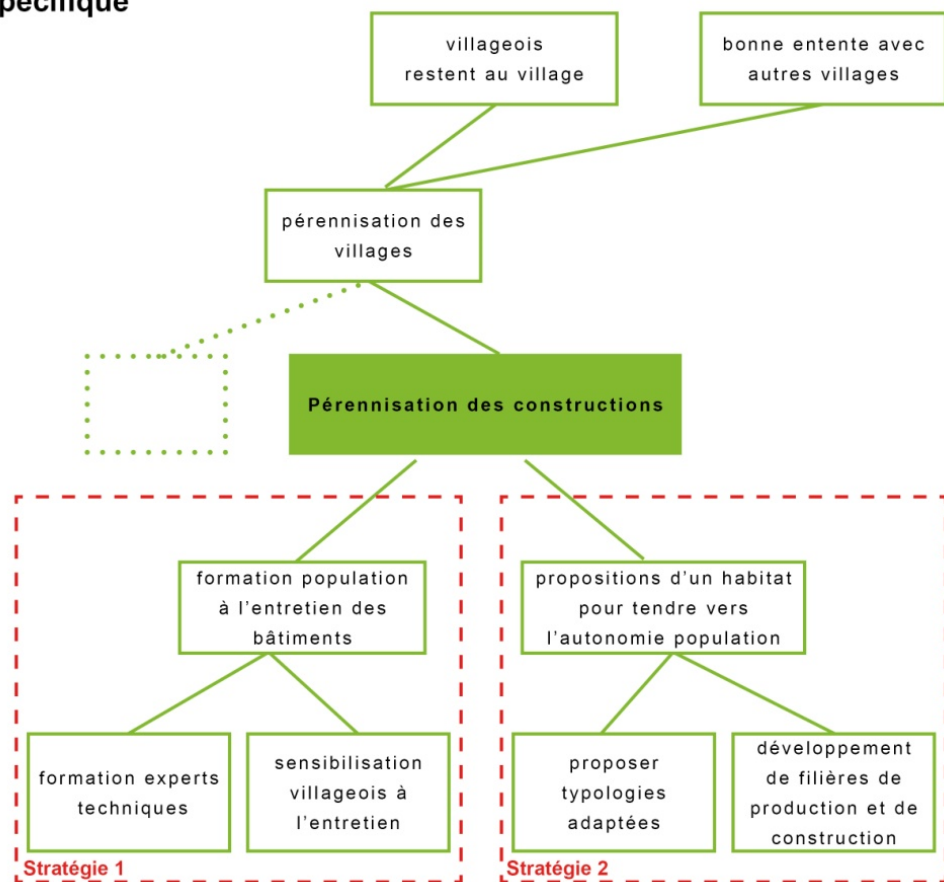 pécifique
villageois
restent au village
bonne entente avec
autres villages
pérennisation des
villages
Pérennisation des constructions
formation population
à l'entretien des
bâtiments
propositions d'un habitat
pour tendre vers
l'autonomie population
formation experts
techniques
sensibilisation
villageois à
l'entretien
proposer
typologies
adaptées
développement
de filières de
production et de
construction
Stratégie 1
Stratégie 2